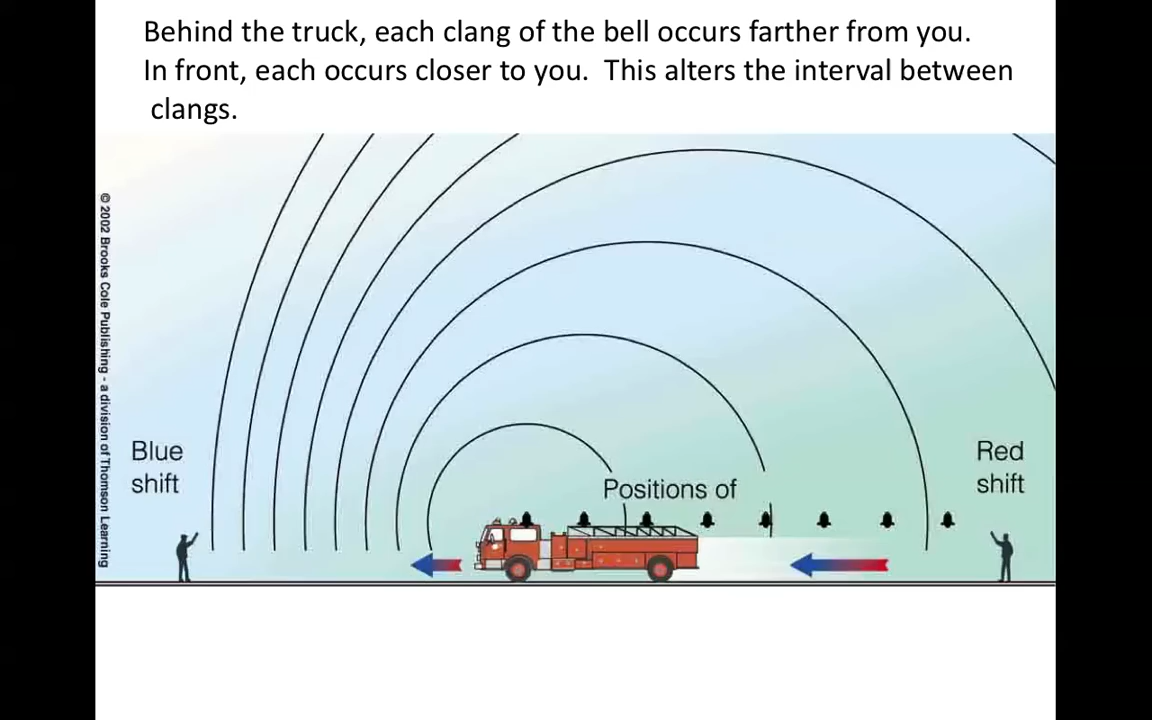 Behind the truck, each clang of the bell occurs farther from you.
In front, each occurs closer to you.  This alters the interval between
clangs.
© 2002 Brooks Cole Publishing - a division of Thomson Learning
Blue
shift
Positions of
Red
shift